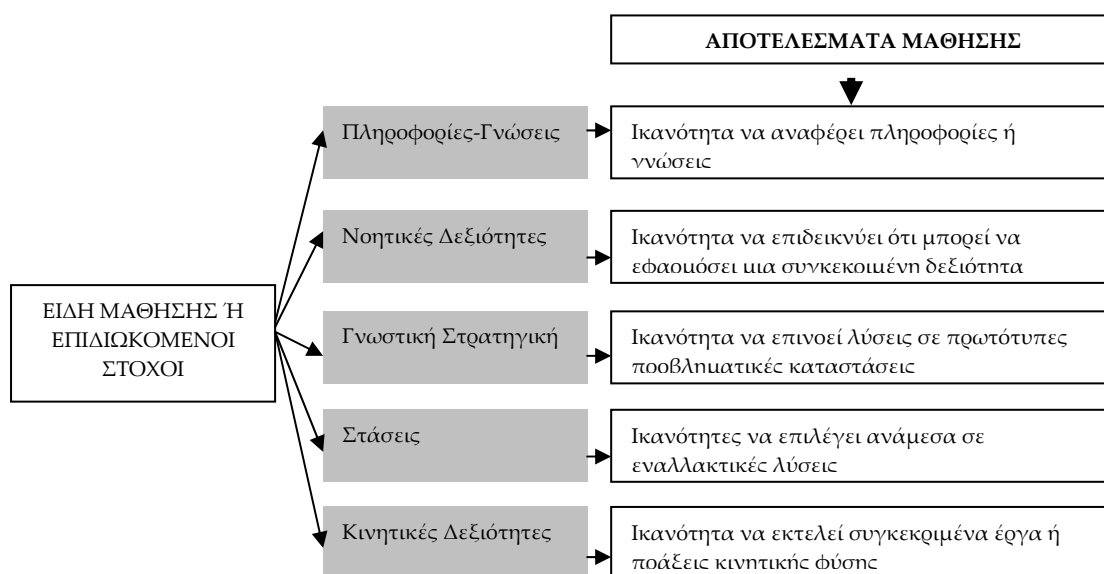 ΑΠΟΤΕΛΕΣΜΑΤΑ ΜΑΘΗΣΗΣ
Πληροφορίες-Γνώσεις
Ικανότητα να αναφέρει πληροφορίες ή
γνώσεις
Νοητικές Δεξιότητες
Ικανότητα να επιδεικνύει ότι μπορεί να
εφαρμόσει μια συγκεκριμένη δεξιότητα
ΕΙΔΗ ΜΑΘΗΣΗΣ Ή
ΕΠΙΔΙΩΚΟΜΕΝΟΙ
ΣΤΟΧΟΙ
Γνωστική Στρατηγική
Ικανότητα να επινοεί λύσεις σε πρωτότυπες
προβληματικές καταστάσεις
Στάσεις
Ικανότητες να επιλέγει ανάμεσα σε
εναλλακτικές λύσεις
Κινητικές Δεξιότητες
Ικανότητα να εκτελεί συγκεκριμένα έργα ή
πράξεις κινητικής φύσης